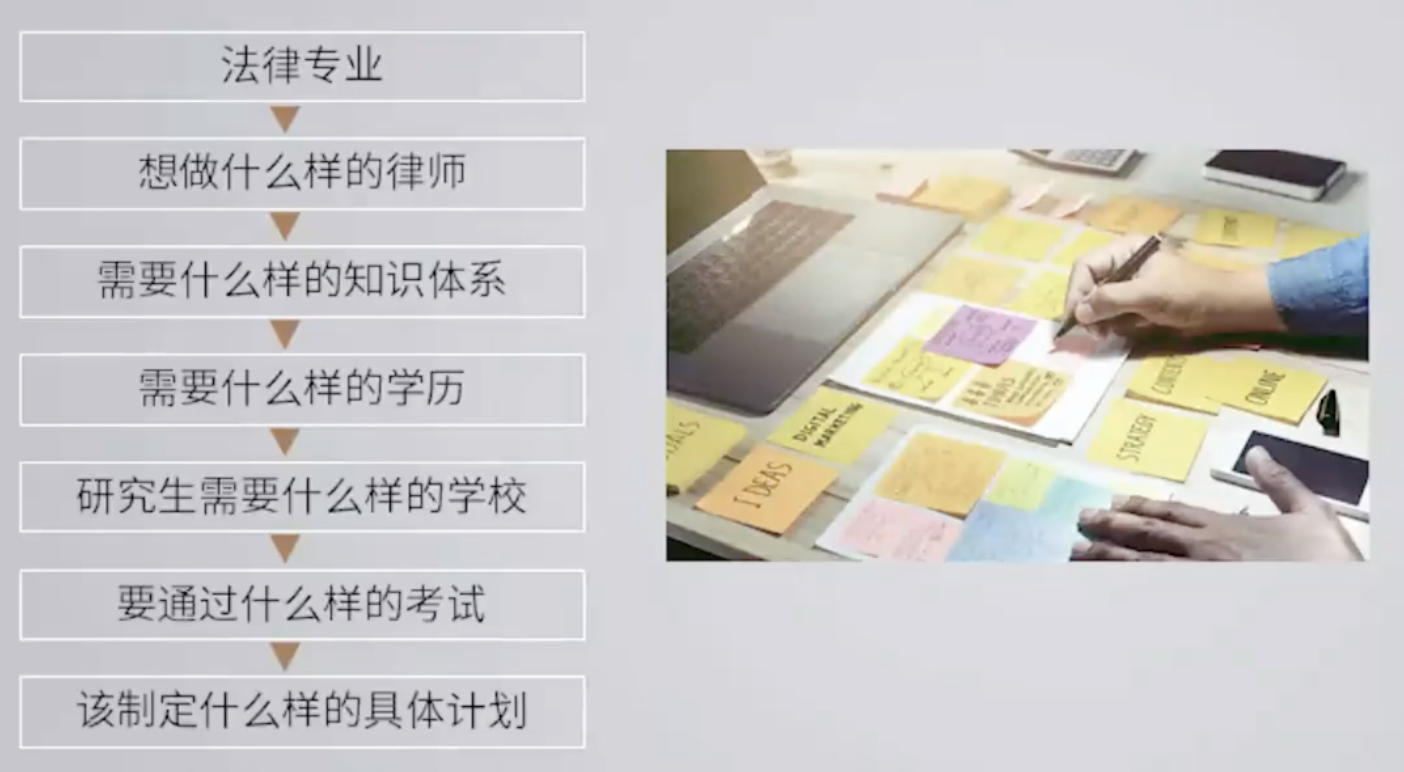 法律专业
想做什么样的律师
需要什么样的知识体系
需要什么样的学历
研究生需要什么样的学校
要通过什么样的考试
该制定什么样的具体计划
DIGITAL
MARKETING
IDEAS
STRATEGY
ONLINE